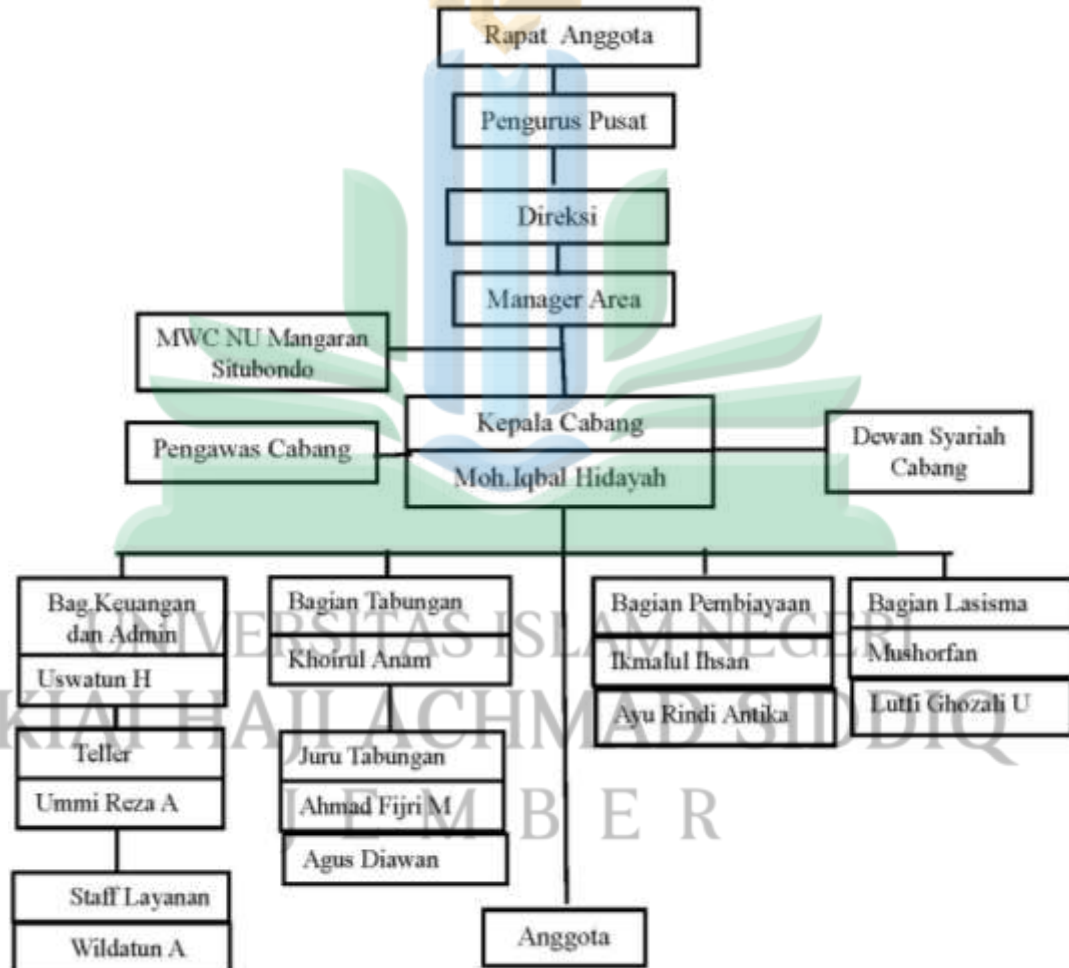 Rapat Anggota
Pengurus Pusat
Direksi
Manager Area
MWC NU Mangaran
Situbondo
Kepala Cabang
Moh.Iqbal Hidayah
Pengawas Cabang
Dewan Syariah
Cabang
Bag.Keuangan
dan Admin
Uswatun H
Teller
Ummi Reza A
Staff Layanan
Wildatun A
Bagian Tabungan
Khoirul Anam
Juru Tabungan
Ahmad Fijri M
Agus Diawan
Bagian Pembiayaan
Ikmalul Ihsan
Ayu Rindi Antika
Bagian Lasisma
Mushorfan
Lutfi Ghozali U
Anggota
UNIVERSITAS ISLAM NEGERI
KIAI HAJI ACHMAD SIDDIQ
JEMBER